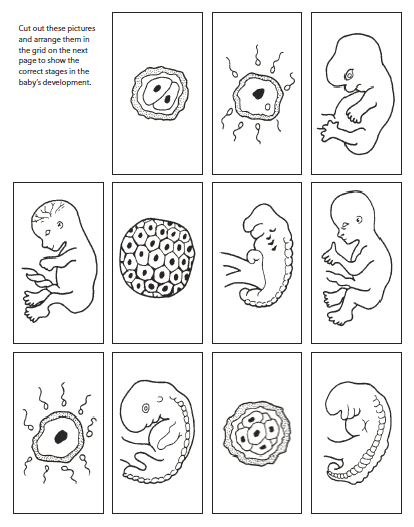 Cut out these pictures
and arrange them in
the grid on the next
page to show the
correct stages in the
baby's development.